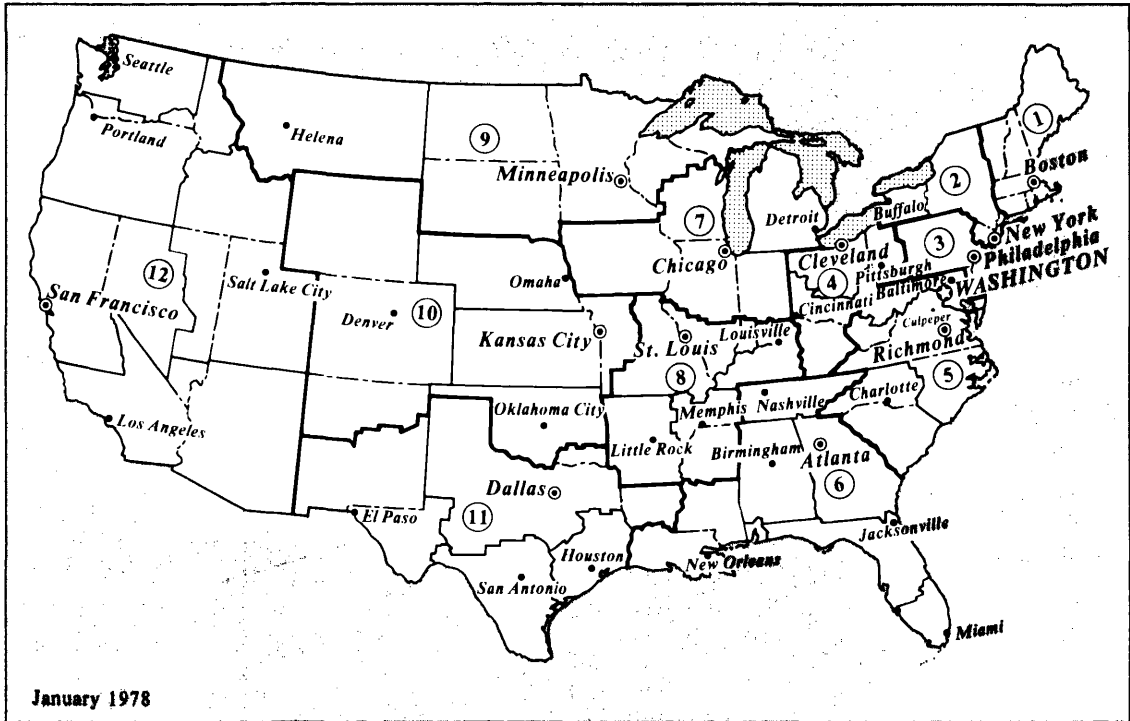 Seattle
Portland
Helena
9
Minneapolis
1
Boston
2
Buffalo
New York
Detroit
7
3
Philadelphia
Cleveland
Chicago
4
Pittsburgh
WASHINGTON
Baltimore
Cincinnati
12
Salt Lake City
Omaha
San Francisco
Denver
10
Kansas City
Culpeper
Louisville
St. Louis
Richmond
8
5
Nashville
Charlotte
Memphis
Oklahoma City
Los Angeles
Little Rock
Birmingham
Atlanta
Dallas
6
11
El Paso
Jacksonville
Houston
New Orleans
San Antonio
Miami
January 1978